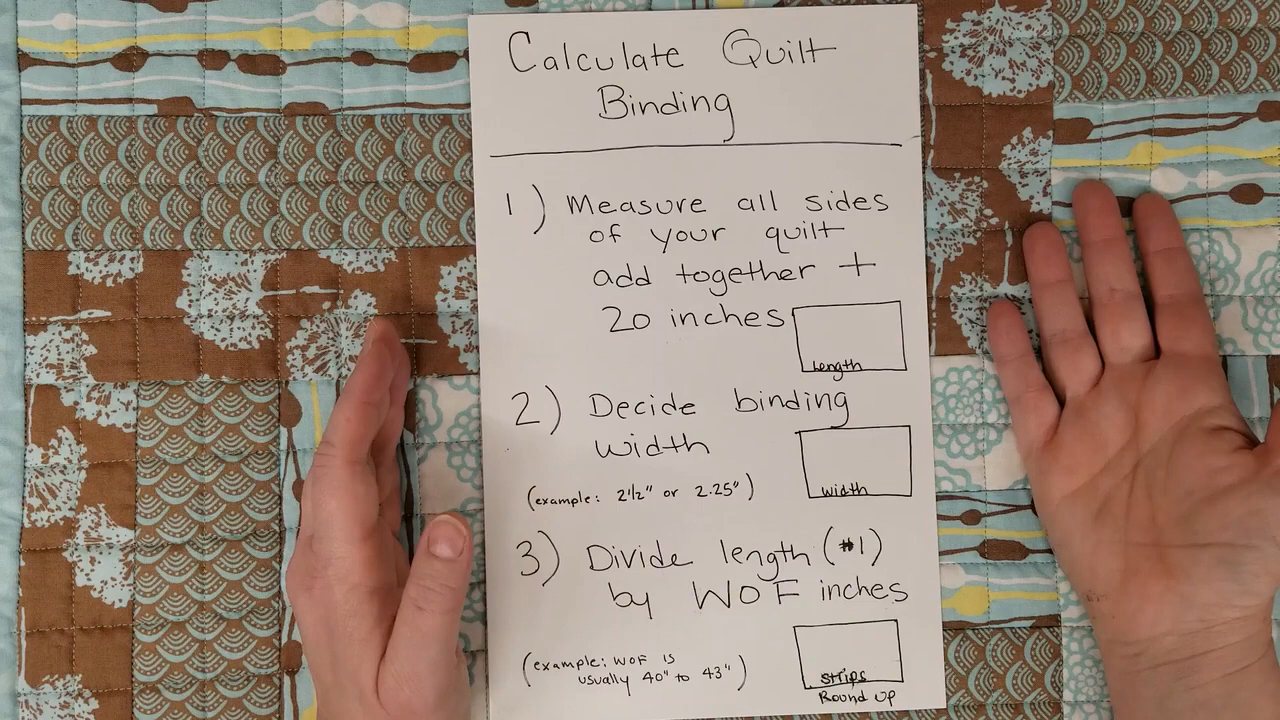 Calculate Quilt
Binding
1) Measure all sides
of your quilt
add together +
20 inches
Length
2) Decide binding
width
width
(example: 2 1/2" or 2.25")
3) Divide length (#1)
by WOF inches
(example: WOF is
usually 40" to 43")
strips
Round up